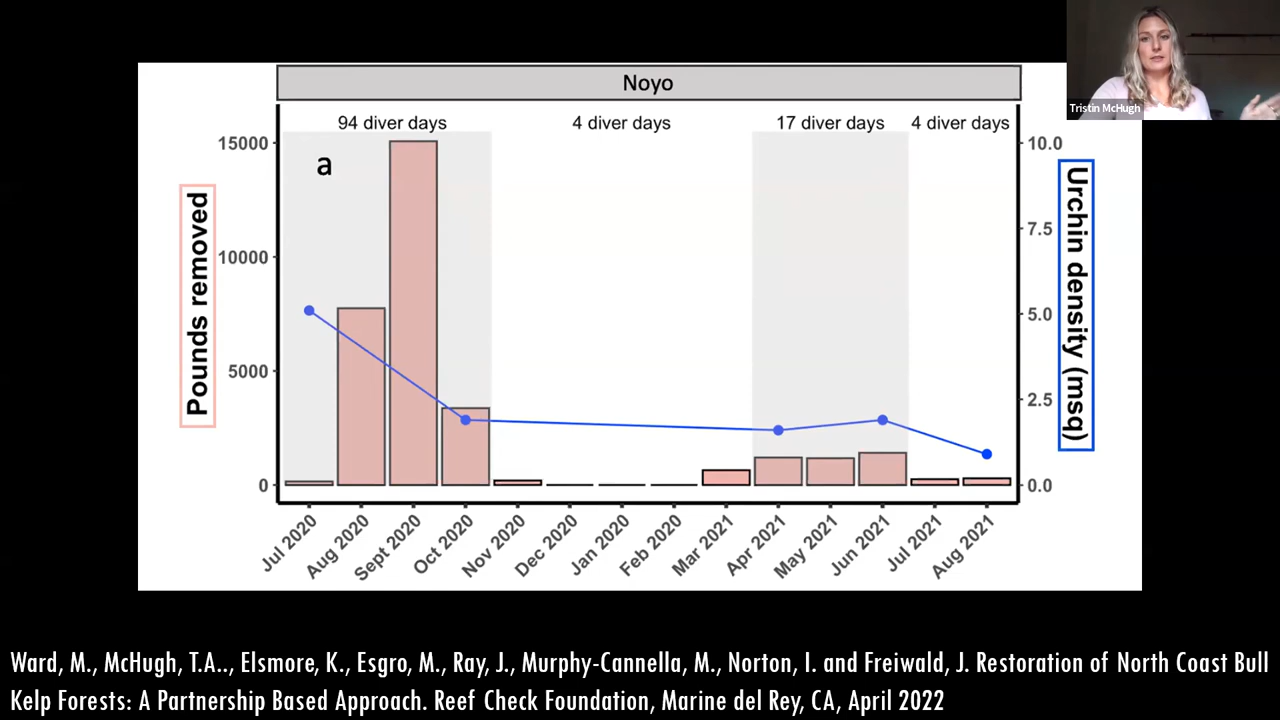 Noyo
94 diver days
4 diver days
17 diver days
4 diver days
a
Pounds removed
15000
10000
5000
0
10.0
7.5
5.0
2.5
0.0
Urchin density (msq)
Jul 2020
Aug 2020
Sept 2020
Oct 2020
Nov 2020
Dec 2020
Jan 2020
Feb 2020
Mar 2021
Apr 2021
May 2021
Jun 2021
Jul 2021
Aug 2021
Tristin McHugh
Ward, M., McHugh, T.A.., Elsmore, K., Esgro, M., Ray, J., Murphy-Cannella, M., Norton, I. and Freiwald, J. Restoration of North Coast Bull
Kelp Forests: A Partnership Based Approach. Reef Check Foundation, Marine del Rey, CA, April 2022